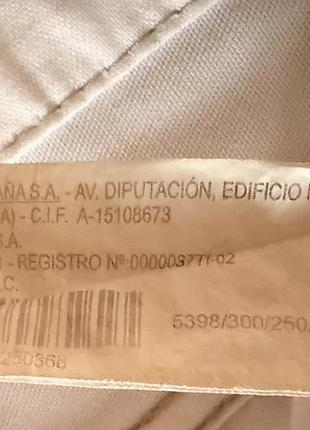 AÑA S.A. - AV. DIPUTACIÓN, EDIFICIO
A) - C.I.F. A-15108673
S.A.
- REGISTRO Nº 000003771-02
.C.
5398/300/250
250368